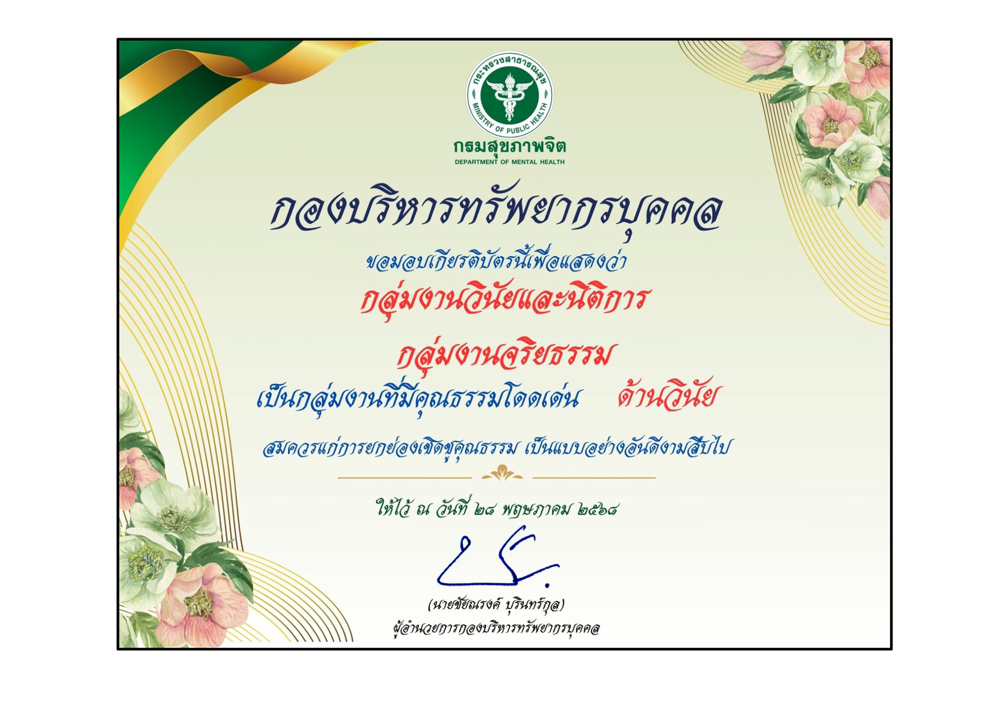 กระทรวงสาธารณสุข
MINISTRY OF PUBLIC HEALTH
กรมสุขภาพจิต
DEPARTMENT OF MENTAL HEALTH
กองบริหารทรัพยากรบุคคล
ขอมอบเกียรติบัตรนี้เพื่อแสดงว่า
กลุ่มงานวินัยและนิติการ
กลุ่มงานจริยธรรม
เป็นกลุ่มงานที่มีคุณธรรมโดดเด่น ด้านวินัย
สมควรแก่การยกย่องเชิดชูคุณธรรม เป็นแบบอย่างอันดีงามสืบไป
ให้ไว้ ณ วันที่ ๒๘ พฤษภาคม ๒๕๖๘
(นายชัยณรงค์ บุรินทร์กุล)
ผู้อำนวยการกองบริหารทรัพยากรบุคคล